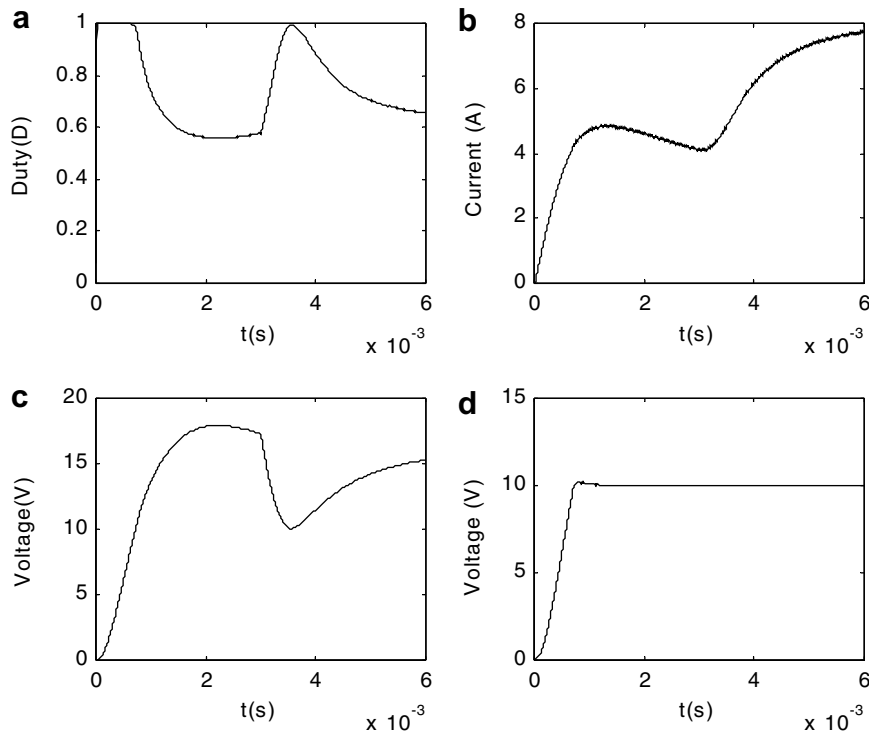 a
1
0.8
0.6
0.4
0.2
0
Duty(D)
0 2 4 6
t(s)
x 10⁻³
b
8
6
4
2
0
Current (A)
0 2 4 6
t(s)
x 10⁻³
c
20
15
10
5
0
Voltage(V)
0 2 4 6
t(s)
x 10⁻³
d
15
10
5
0
Voltage (V)
0 2 4 6
t(s)
x 10⁻³